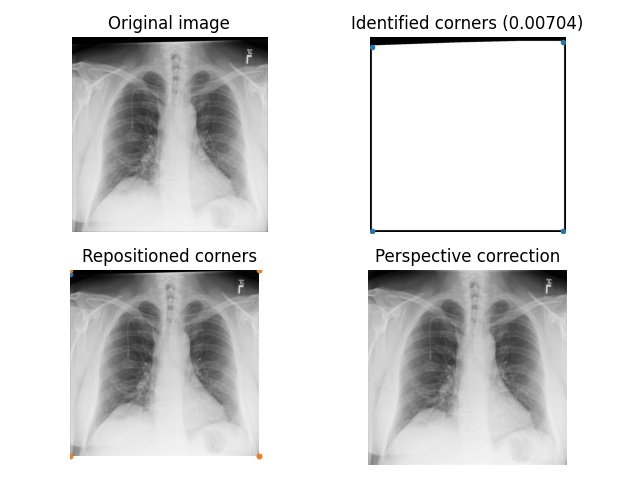 Original image
Identified corners (0.00704)
L
Repositioned corners
Perspective correction
L
L